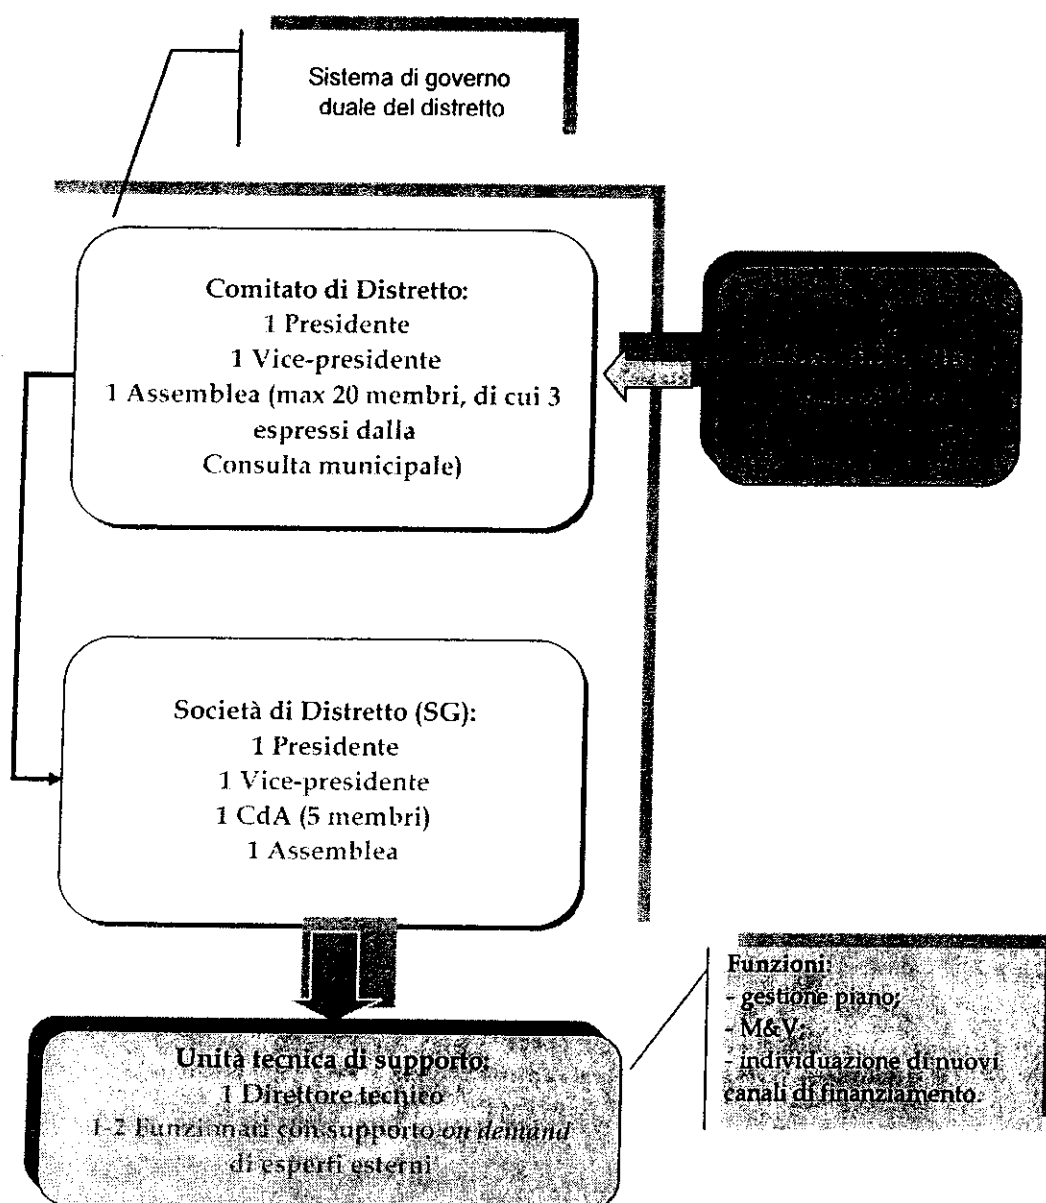 Sistema di governo
duale del distretto
Comitato di Distretto:
1 Presidente
1 Vice-presidente
1 Assemblea (max 20 membri, di cui 3
espressi dalla
Consulta municipale)
Società di Distretto (SG):
1 Presidente
1 Vice-presidente
1 CdA (5 membri)
1 Assemblea
Funzioni:
- gestione piano;
- M&V;
- individuazione di nuovi
canali di finanziamento.
Unità tecnica di supporto:
1 Direttore tecnico
1-2 Funzionari con supporto on demand
di esperti esterni